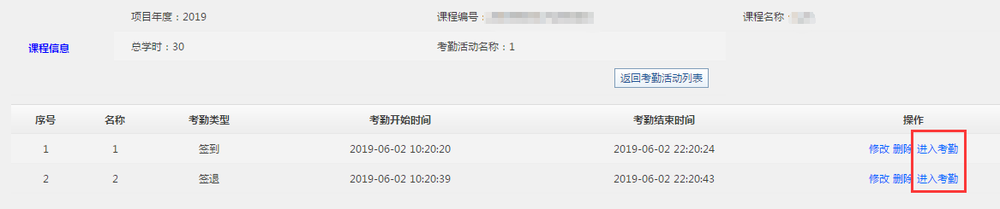 项目年度：2019 课程编号： 课程名称：
课程信息
总学时：30 考勤活动名称：1
返回考勤活动列表
序号 名称 考勤类型 考勤开始时间 考勤结束时间 操作
1 1 签到 2019-06-02 10:20:20 2019-06-02 22:20:24 修改 删除 进入考勤
2 2 签退 2019-06-02 10:20:39 2019-06-02 22:20:43 修改 删除 进入考勤